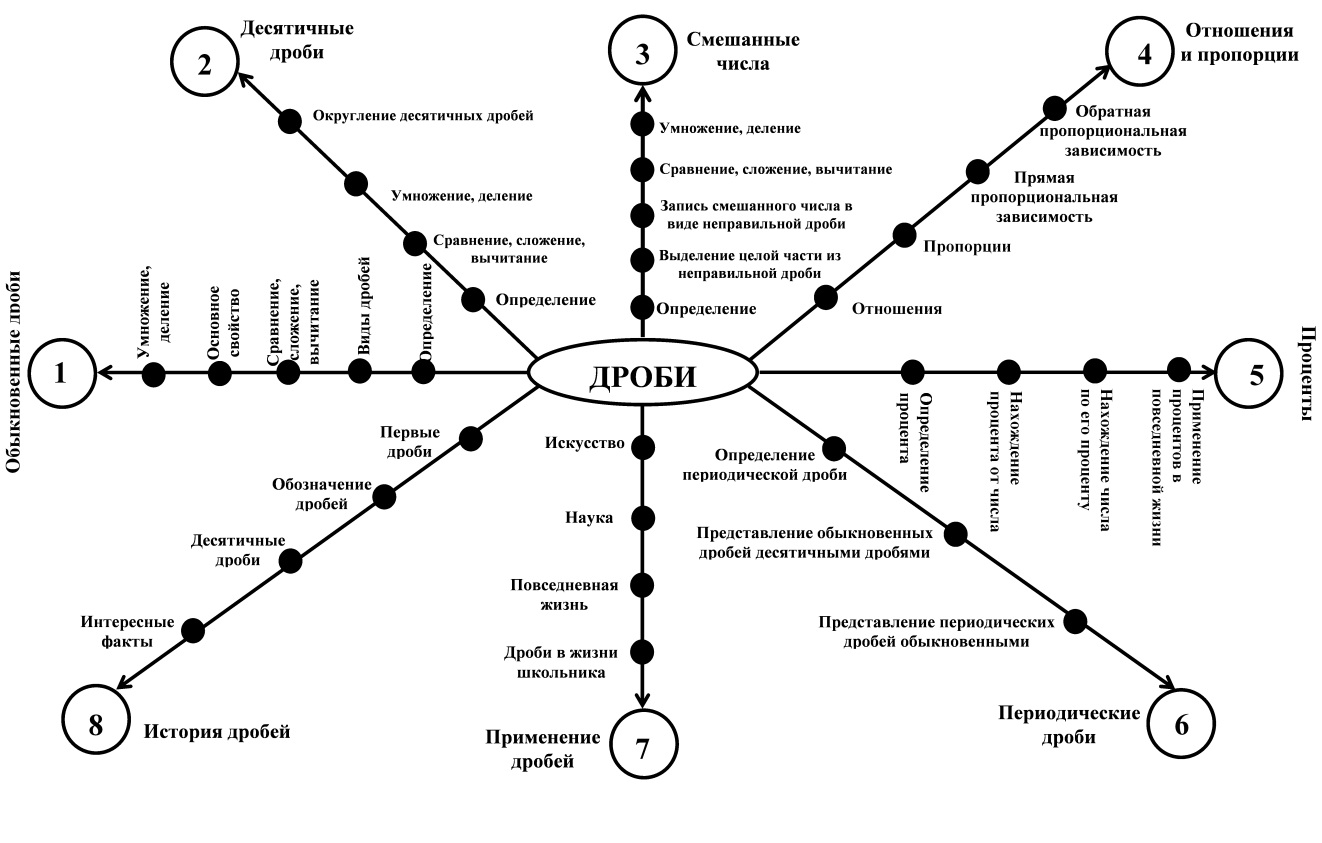 Десятичные
дроби
2
Округление десятичных дробей
Умножение, деление
Сравнение, сложение,
вычитание
Определение
3
Смешанные
числа
Умножение, деление
Сравнение, сложение, вычитание
Запись смешанного числа в
виде неправильной дроби
Выделение целой части из
неправильной дроби
Определение
Отношения
и пропорции
4
Обратная
пропорциональная
зависимость
Прямая
пропорциональная
зависимость
Пропорции
Отношения
Обыкновенные дроби
1
Умножение,
деление
Основное
свойство
Сравнение,
сложение,
вычитание
Виды дробей
Определение
ДРОБИ
Проценты
5
Определение
процента
Нахождение
процента от числа
Нахождение числа
по его проценту
Применение
процентов в
повседневной жизни
Первые
дроби
Обозначение
дробей
Десятичные
дроби
Интересные
факты
8
История дробей
Искусство
Наука
Повседневная
жизнь
Дроби в жизни
школьника
Применение
дробей
7
Определение
периодической дроби
Представление обыкновенных
дробей десятичными дробями
Представление периодических
дробей обыкновенными
Периодические
дроби
6